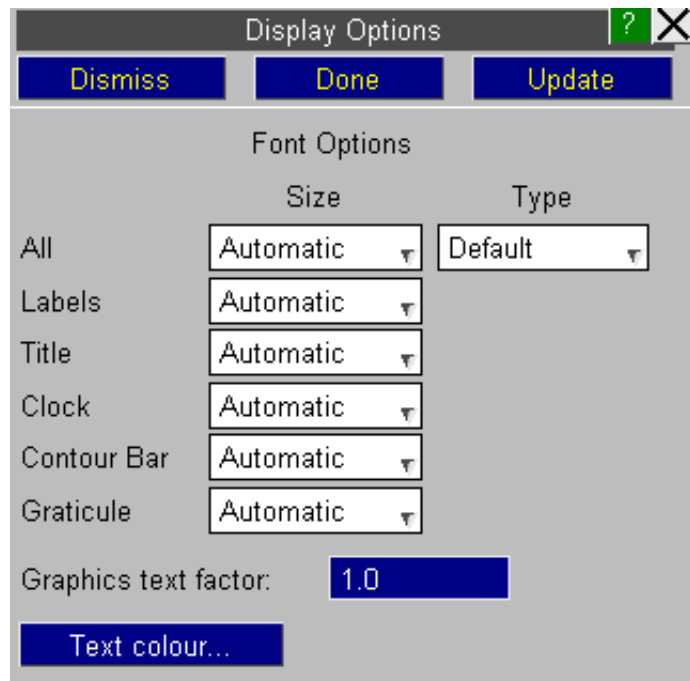 Display Options ?
Dismiss Done Update
Font Options
Size Type
All Automatic Default
Labels Automatic
Title Automatic
Clock Automatic
Contour Bar Automatic
Graticule Automatic
Graphics text factor: 1.0
Text colour...